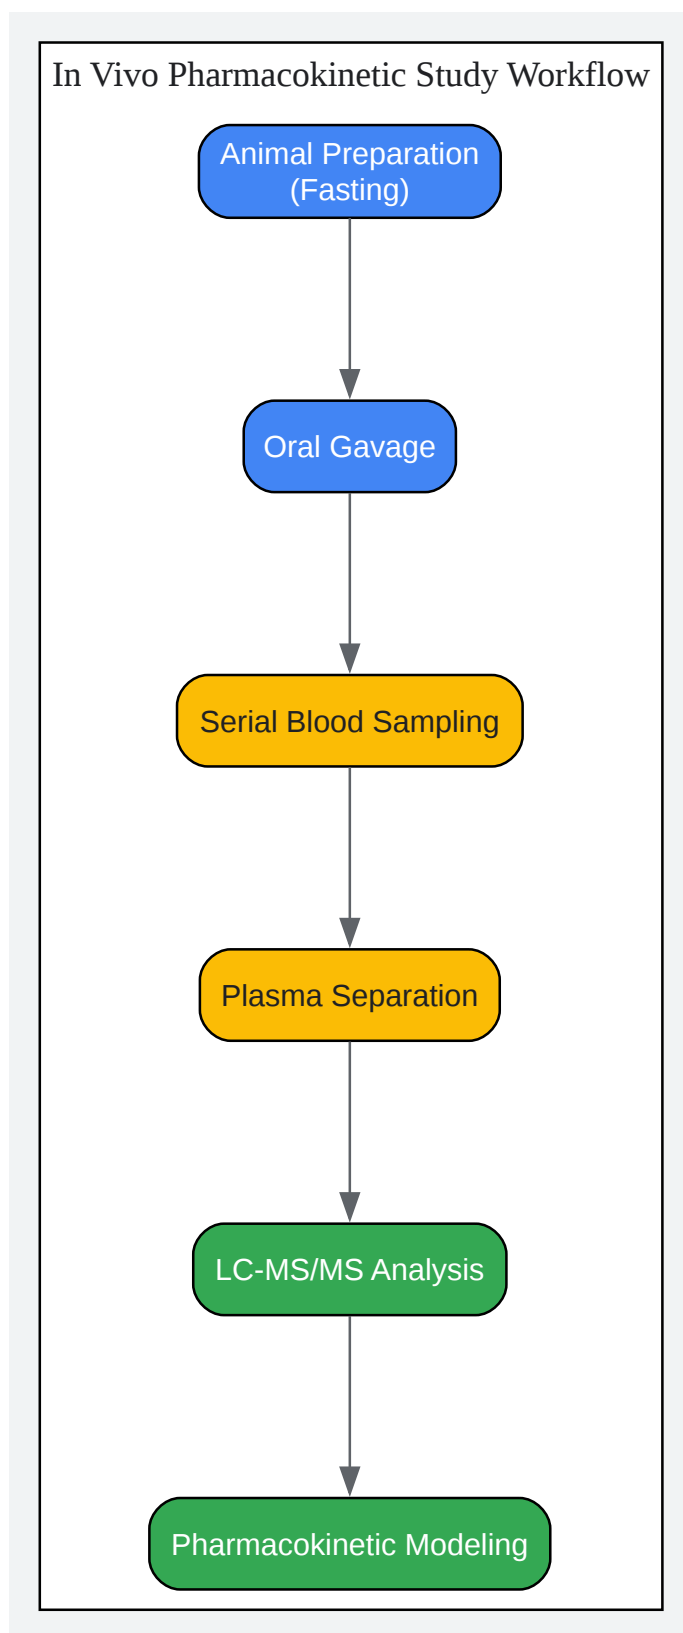 In Vivo Pharmacokinetic Study Workflow
Animal Preparation
(Fasting)
Oral Gavage
Serial Blood Sampling
Plasma Separation
LC-MS/MS Analysis
Pharmacokinetic Modeling